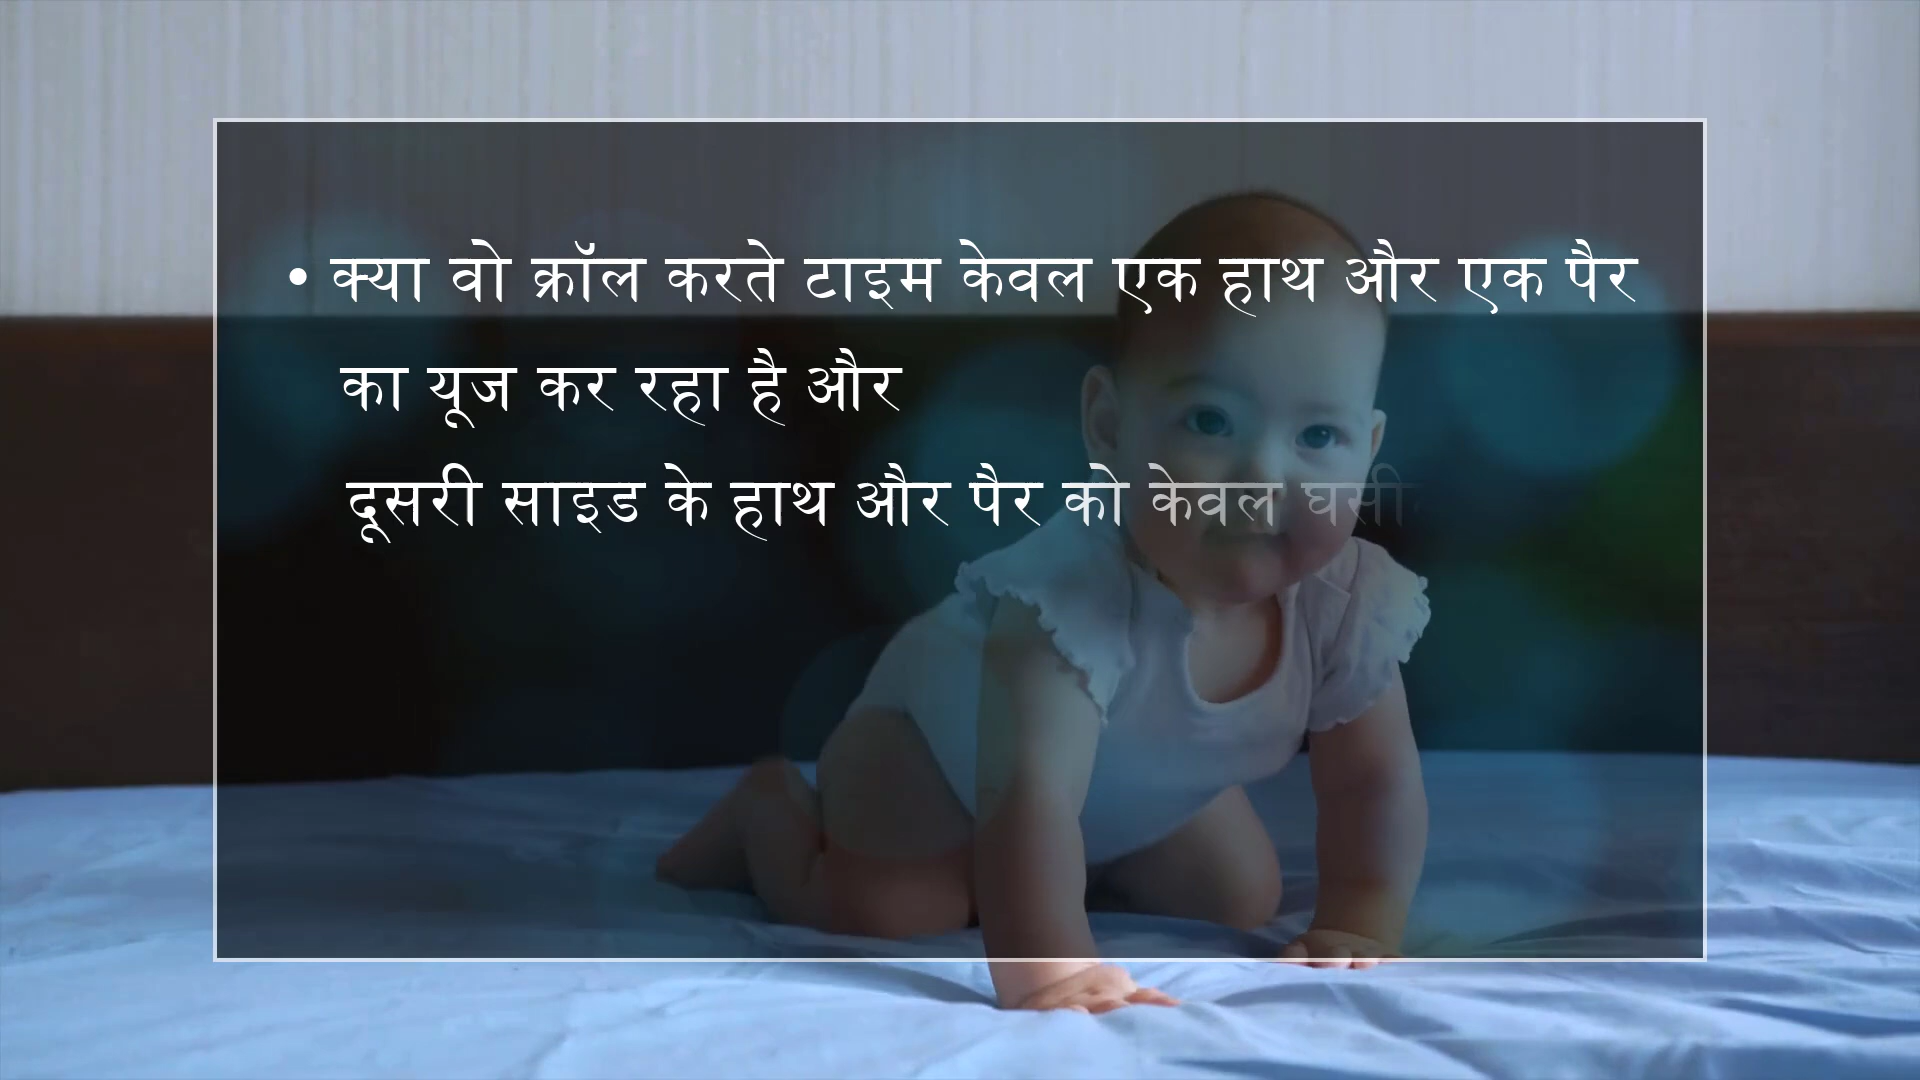 • क्या वो क्रॉल करते टाइम केवल एक हाथ और एक पैर
का यूज कर रहा है और
दूसरी साइड के हाथ और पैर को केवल